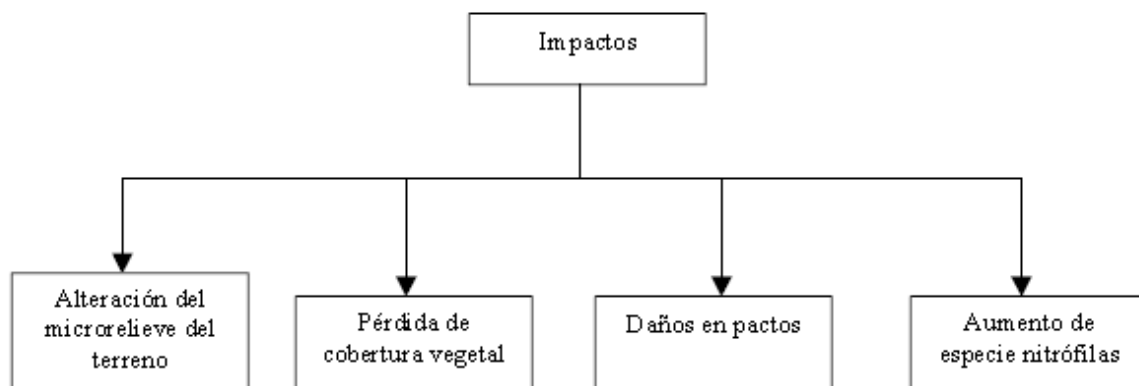 Impactos
Alteración del
microrelieve del
terreno
Pérdida de
cobertura vegetal
Daños en pactos
Aumento de
especie nitrófilas